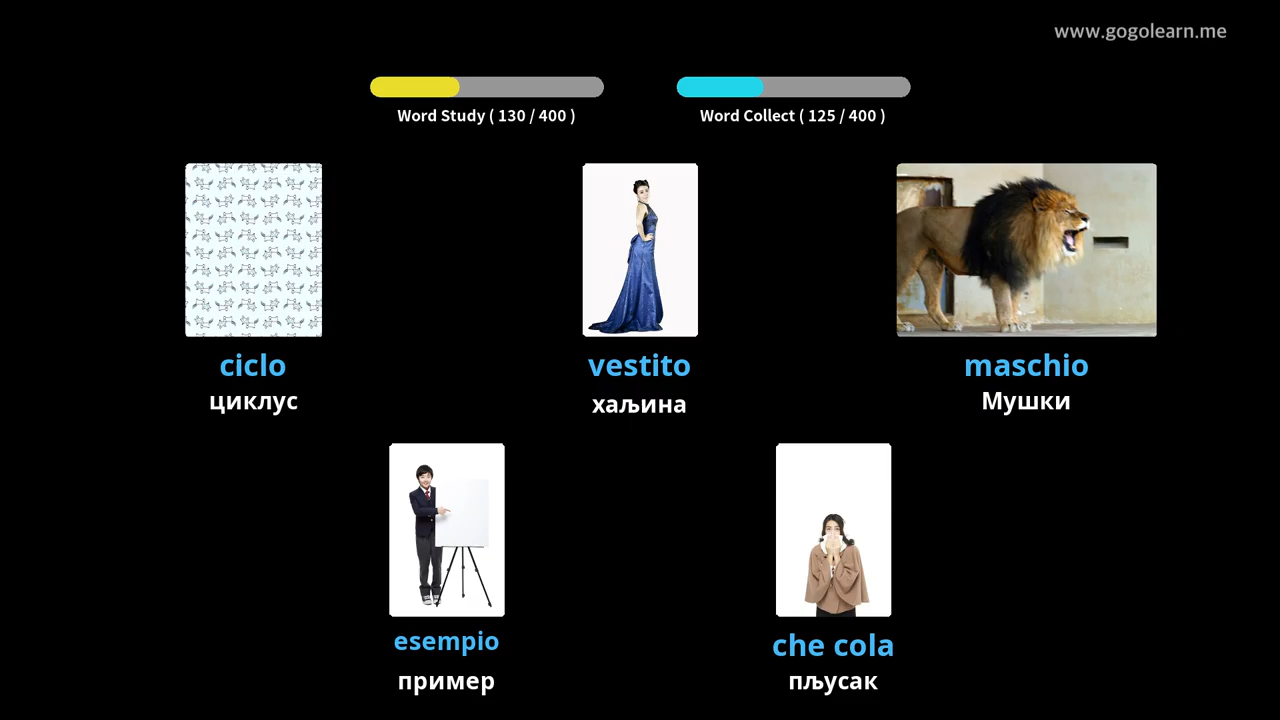 www.gogolearn.me
Word Study ( 130 / 400 )
Word Collect ( 125 / 400 )
ciclo
циклус
vestito
хаљина
maschio
Мушки
esempio
пример
che cola
пљусак